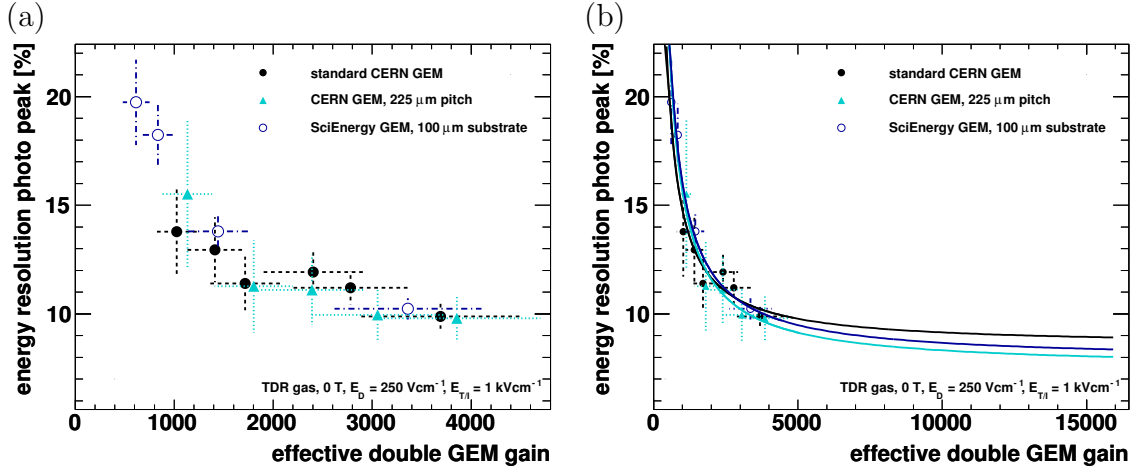 (a)
energy resolution photo peak [%]
20
15
10
standard CERN GEM
CERN GEM, 225 μm pitch
SciEnergy GEM, 100 μm substrate
TDR gas, 0 T, E_D = 250 Vcm⁻¹, E_T/I = 1 kVcm⁻¹
0 1000 2000 3000 4000
effective double GEM gain
(b)
energy resolution photo peak [%]
20
15
10
standard CERN GEM
CERN GEM, 225 μm pitch
SciEnergy GEM, 100 μm substrate
TDR gas, 0 T, E_D = 250 Vcm⁻¹, E_T/I = 1 kVcm⁻¹
0 5000 10000 15000
effective double GEM gain